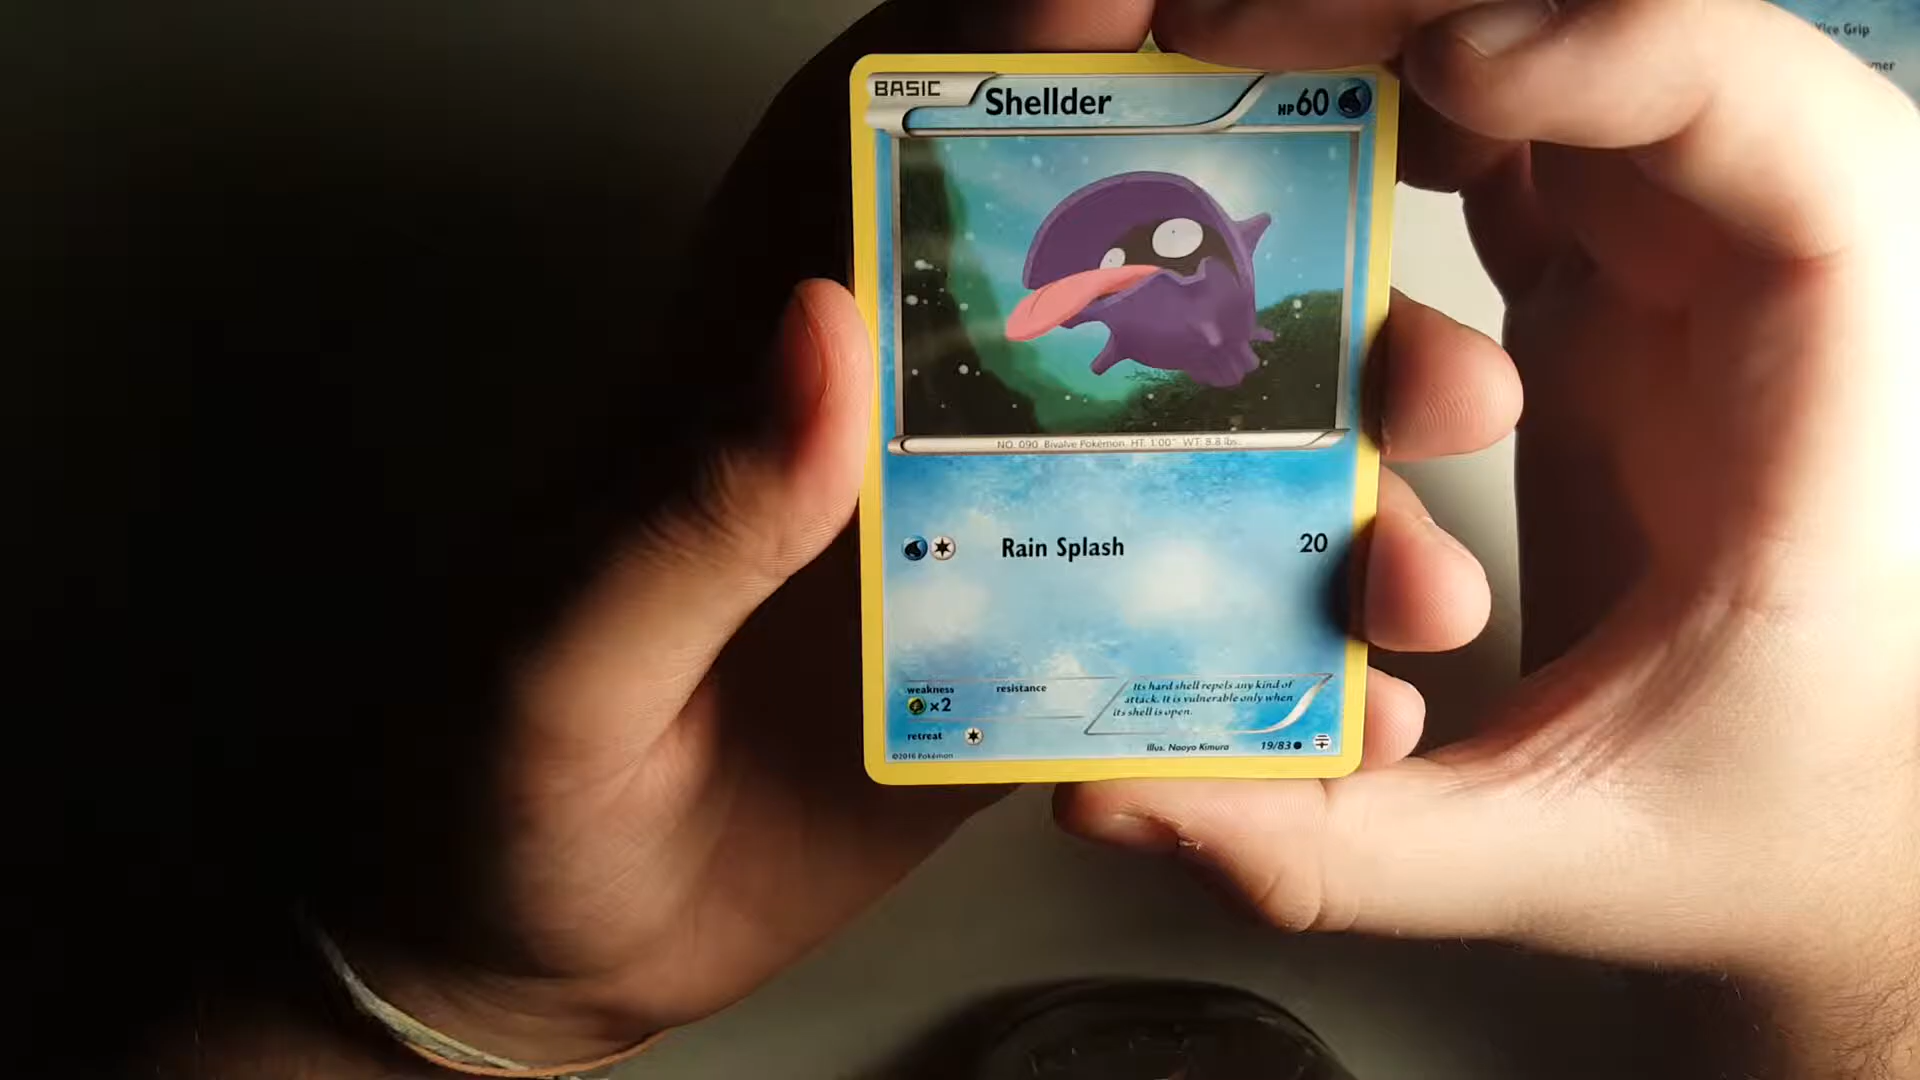 Vice Grip
BASIC
Shellder
HP60
NO. 090 Bivalve Pokémon HT: 1'00" WT: 8.8 lbs.
Rain Splash 20
weakness resistance
×2
Its hard shell repels any kind of
attack. It is vulnerable only when
its shell is open.
retreat
Illus. Naoyo Kimura 19/83
©2016 Pokémon